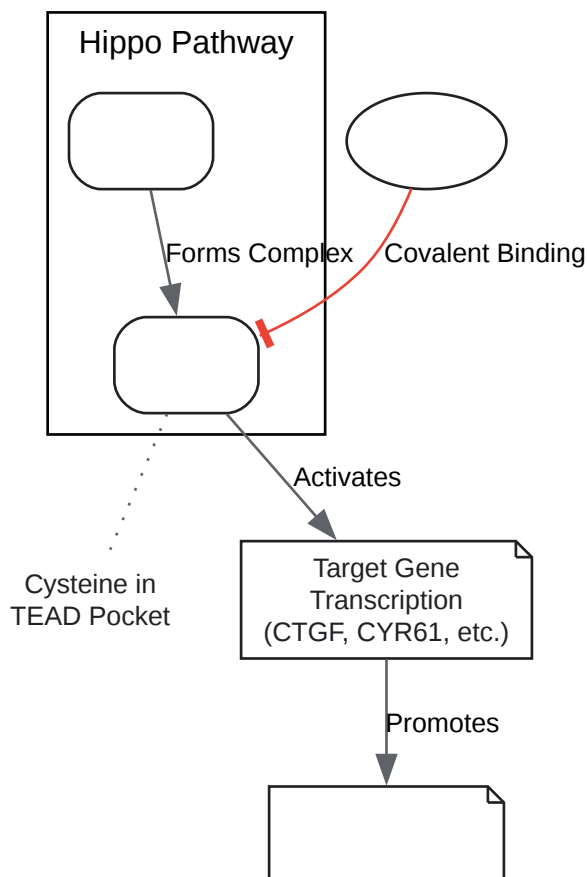 Hippo Pathway
Forms Complex
Covalent Binding
Activates
Cysteine in
TEAD Pocket
Target Gene
Transcription
(CTGF, CYR61, etc.)
Promotes